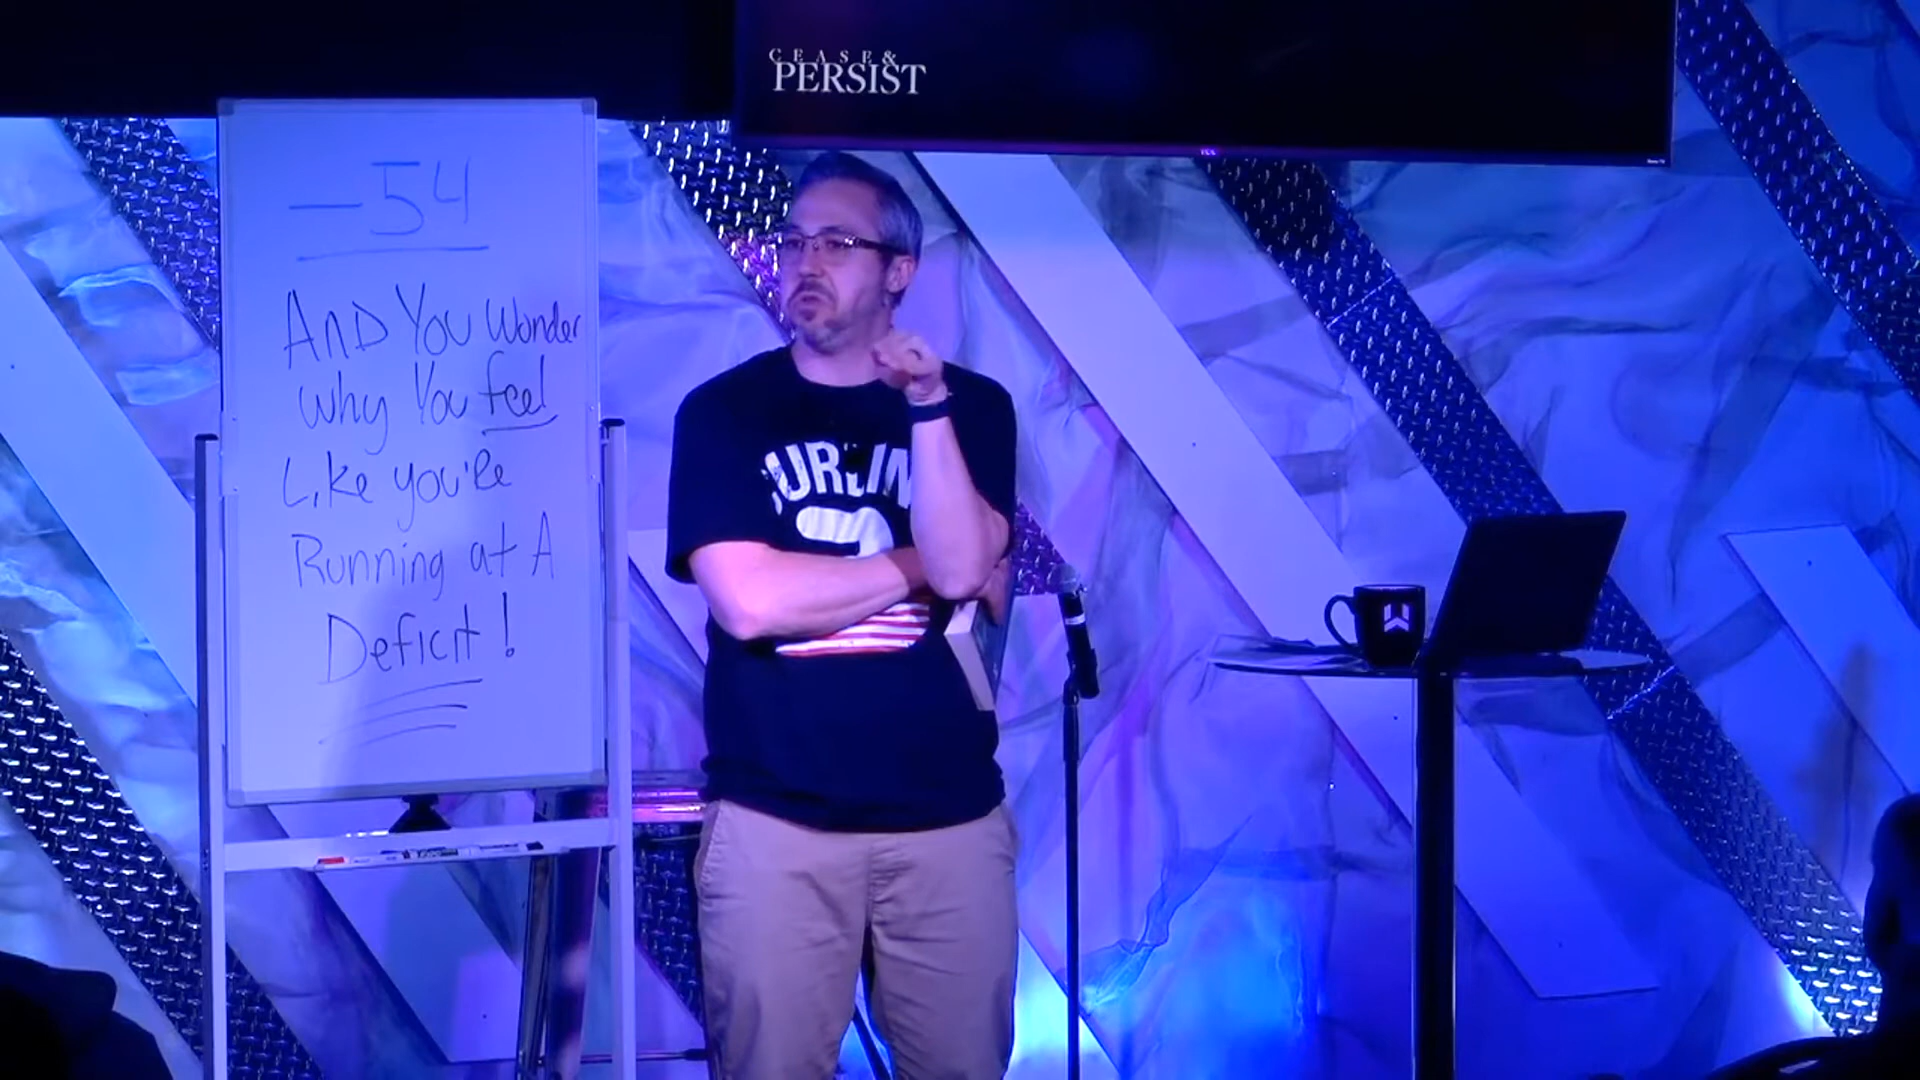 CEASE &
PERSIST
-54
AND You Wonder
Why You feel
Like you're
Running at A
Deficit!